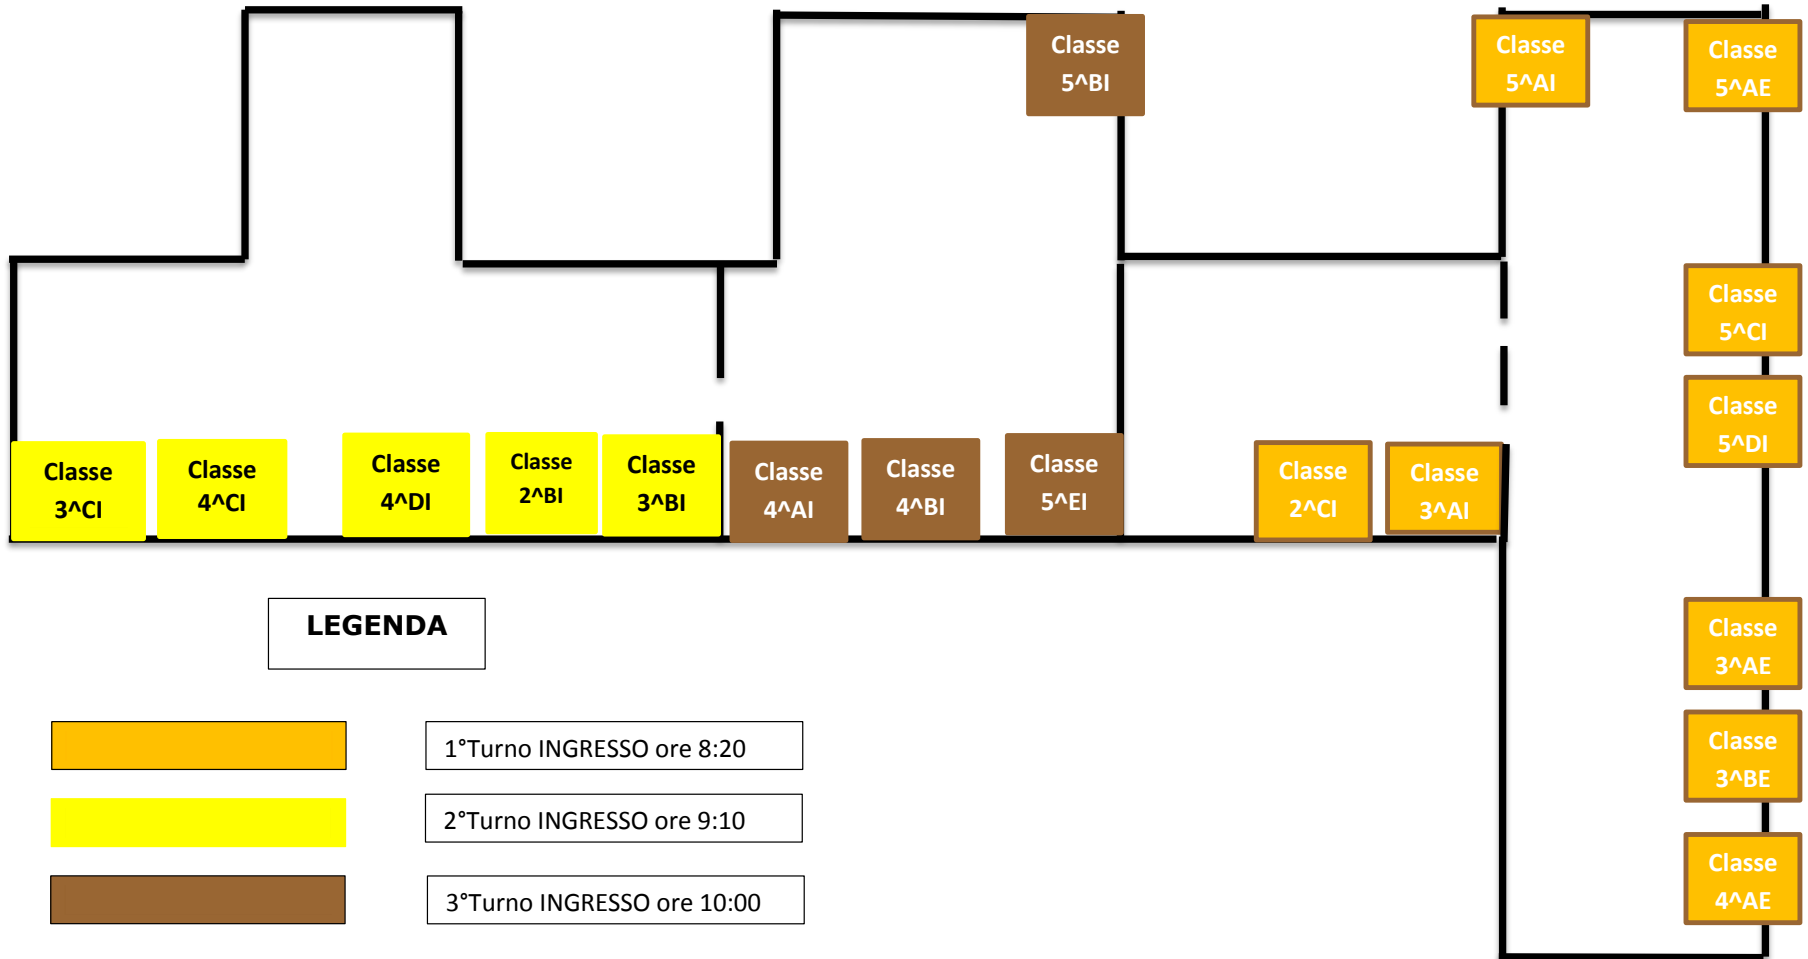 Classe
5^BI
Classe
5^AI
Classe
5^AE
Classe
5^CI
Classe
5^DI
Classe
3^CI
Classe
4^CI
Classe
4^DI
Classe
2^BI
Classe
3^BI
Classe
4^AI
Classe
4^BI
Classe
5^EI
Classe
2^CI
Classe
3^AI
Classe
3^AE
Classe
3^BE
Classe
4^AE
LEGENDA
1°Turno INGRESSO ore 8:20
2°Turno INGRESSO ore 9:10
3°Turno INGRESSO ore 10:00